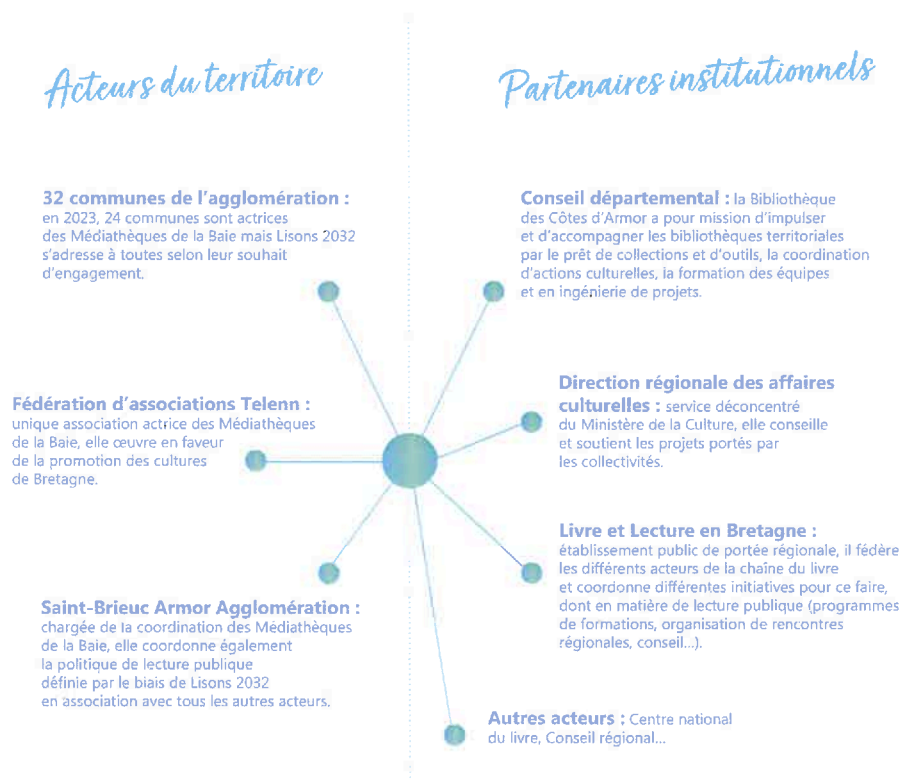 Acteurs du territoire
32 communes de l'agglomération :
en 2023, 24 communes sont actrices
des Médiathèques de la Baie mais Lisons 2032
s'adresse à toutes selon leur souhait
d'engagement.
Fédération d'associations Telenn :
unique association actrice des Médiathèques
de la Baie, elle œuvre en faveur
de la promotion des cultures
de Bretagne.
Saint-Brieuc Armor Agglomération :
chargée de la coordination des Médiathèques
de la Baie, elle coordonne également
la politique de lecture publique
définie par le biais de Lisons 2032
en association avec tous les autres acteurs.
Partenaires institutionnels
Conseil départemental : la Bibliothèque
des Côtes d'Armor a pour mission d'impulser
et d'accompagner les bibliothèques territoriales
par le prêt de collections et d'outils, la coordination
d'actions culturelles, la formation des équipes
et en ingénierie de projets.
Direction régionale des affaires
culturelles : service déconcentré
du Ministère de la Culture, elle conseille
et soutient les projets portés par
les collectivités.
Livre et Lecture en Bretagne :
établissement public de portée régionale, il fédère
les différents acteurs de la chaîne du livre
et coordonne différentes initiatives pour ce faire,
dont en matière de lecture publique (programmes
de formations, organisation de rencontres
régionales, conseil...).
Autres acteurs : Centre national
du livre, Conseil régional...